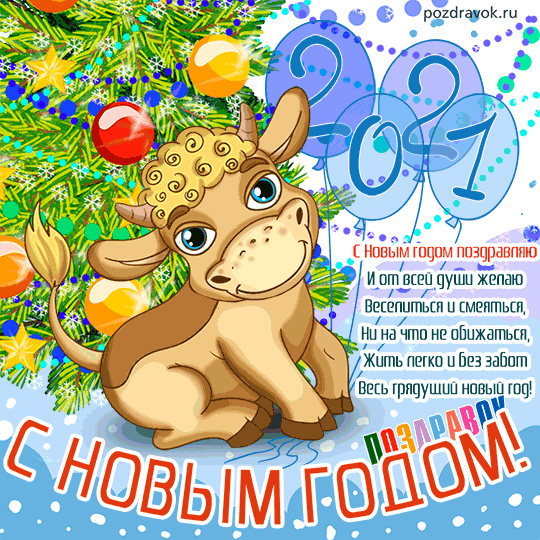 pozdravok.ru
2021
С Новым годом поздравляю
И от всей души желаю
Веселиться и смеяться,
Ни на что не обижаться,
Жить легко и без забот
Весь грядущий новый год!
ПОЗДРАВОК
С НОВЫМ ГОДОМ!